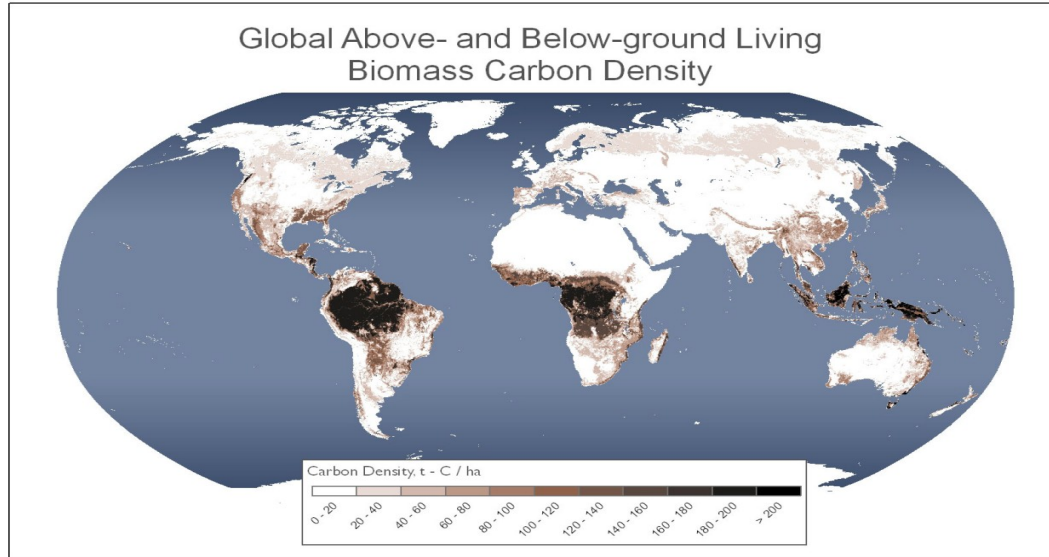 Global Above- and Below-ground Living
Biomass Carbon Density
Carbon Density. t - C / ha
0 - 20
20 - 40
40 - 60
60 - 80
80 - 100
100 - 120
120 - 140
140 - 160
160 - 180
180 - 200
> 200